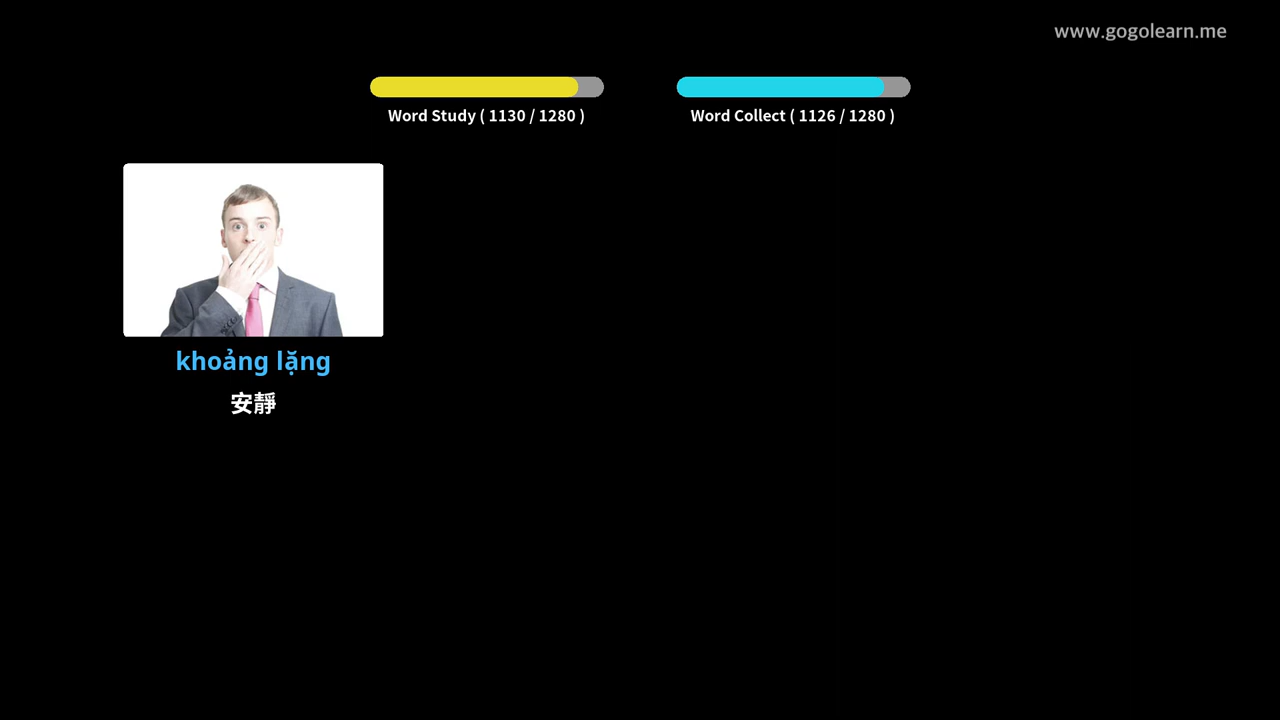 www.gogolearn.me
Word Study ( 1130 / 1280 )
Word Collect ( 1126 / 1280 )
khoảng lặng
安靜